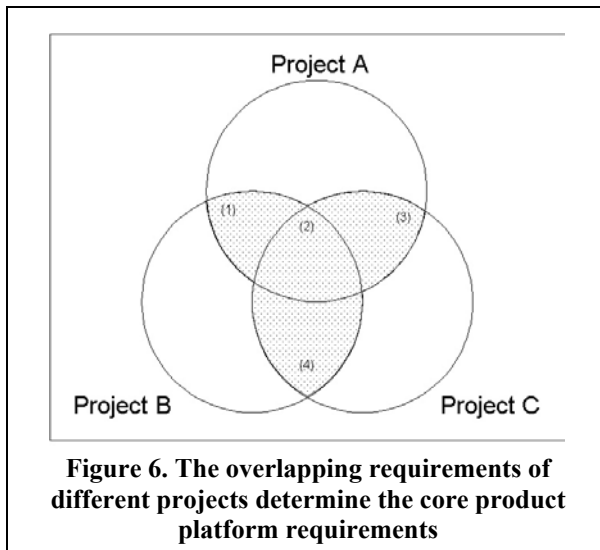 Project A
(1)
(2)
(3)
(4)
Project B
Project C
Figure 6. The overlapping requirements of
different projects determine the core product
platform requirements